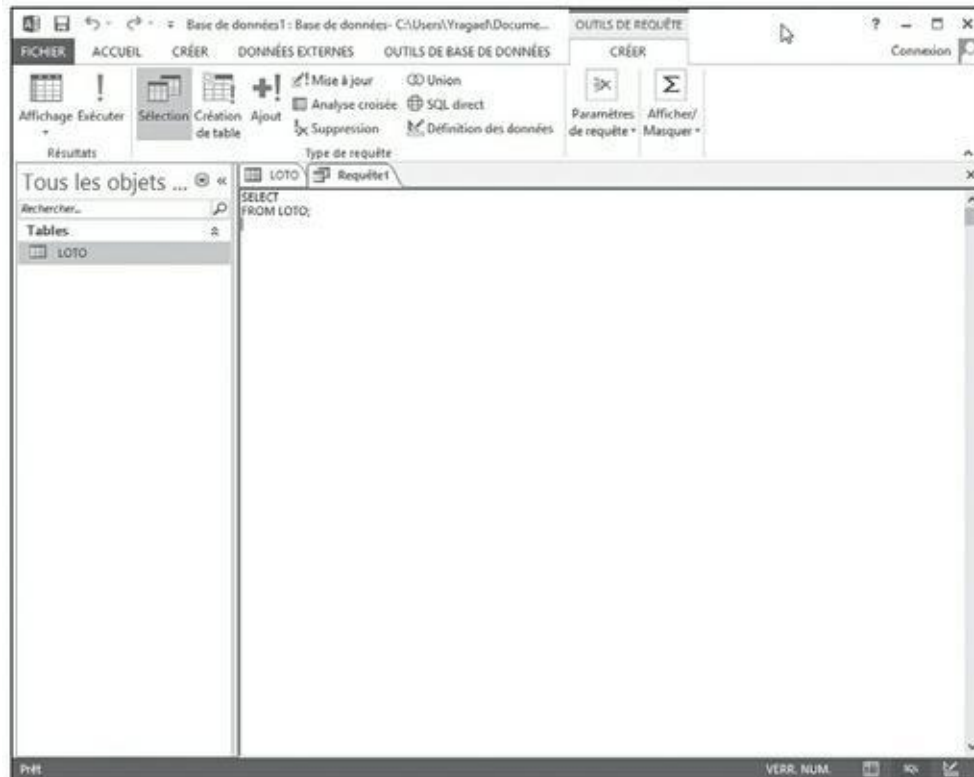 Base de données1 : Base de données- C:\Users\Yragael\Docume...
OUTILS DE REQUÊTE
?
FICHIER ACCUEIL CRÉER DONNÉES EXTERNES OUTILS DE BASE DE DONNÉES CRÉER Connexion
Affichage Exécuter
Résultats
Sélection Création de table Ajout
Mise à jour Union
Analyse croisée SQL direct
Suppression Définition des données
Type de requête
Paramètres de requête
Σ
Afficher/ Masquer
Tous les objets ... «
Rechercher...
Tables
LOTO
LOTO Requête1
SELECT
FROM LOTO;
Prêt VERR. NUM. SQL